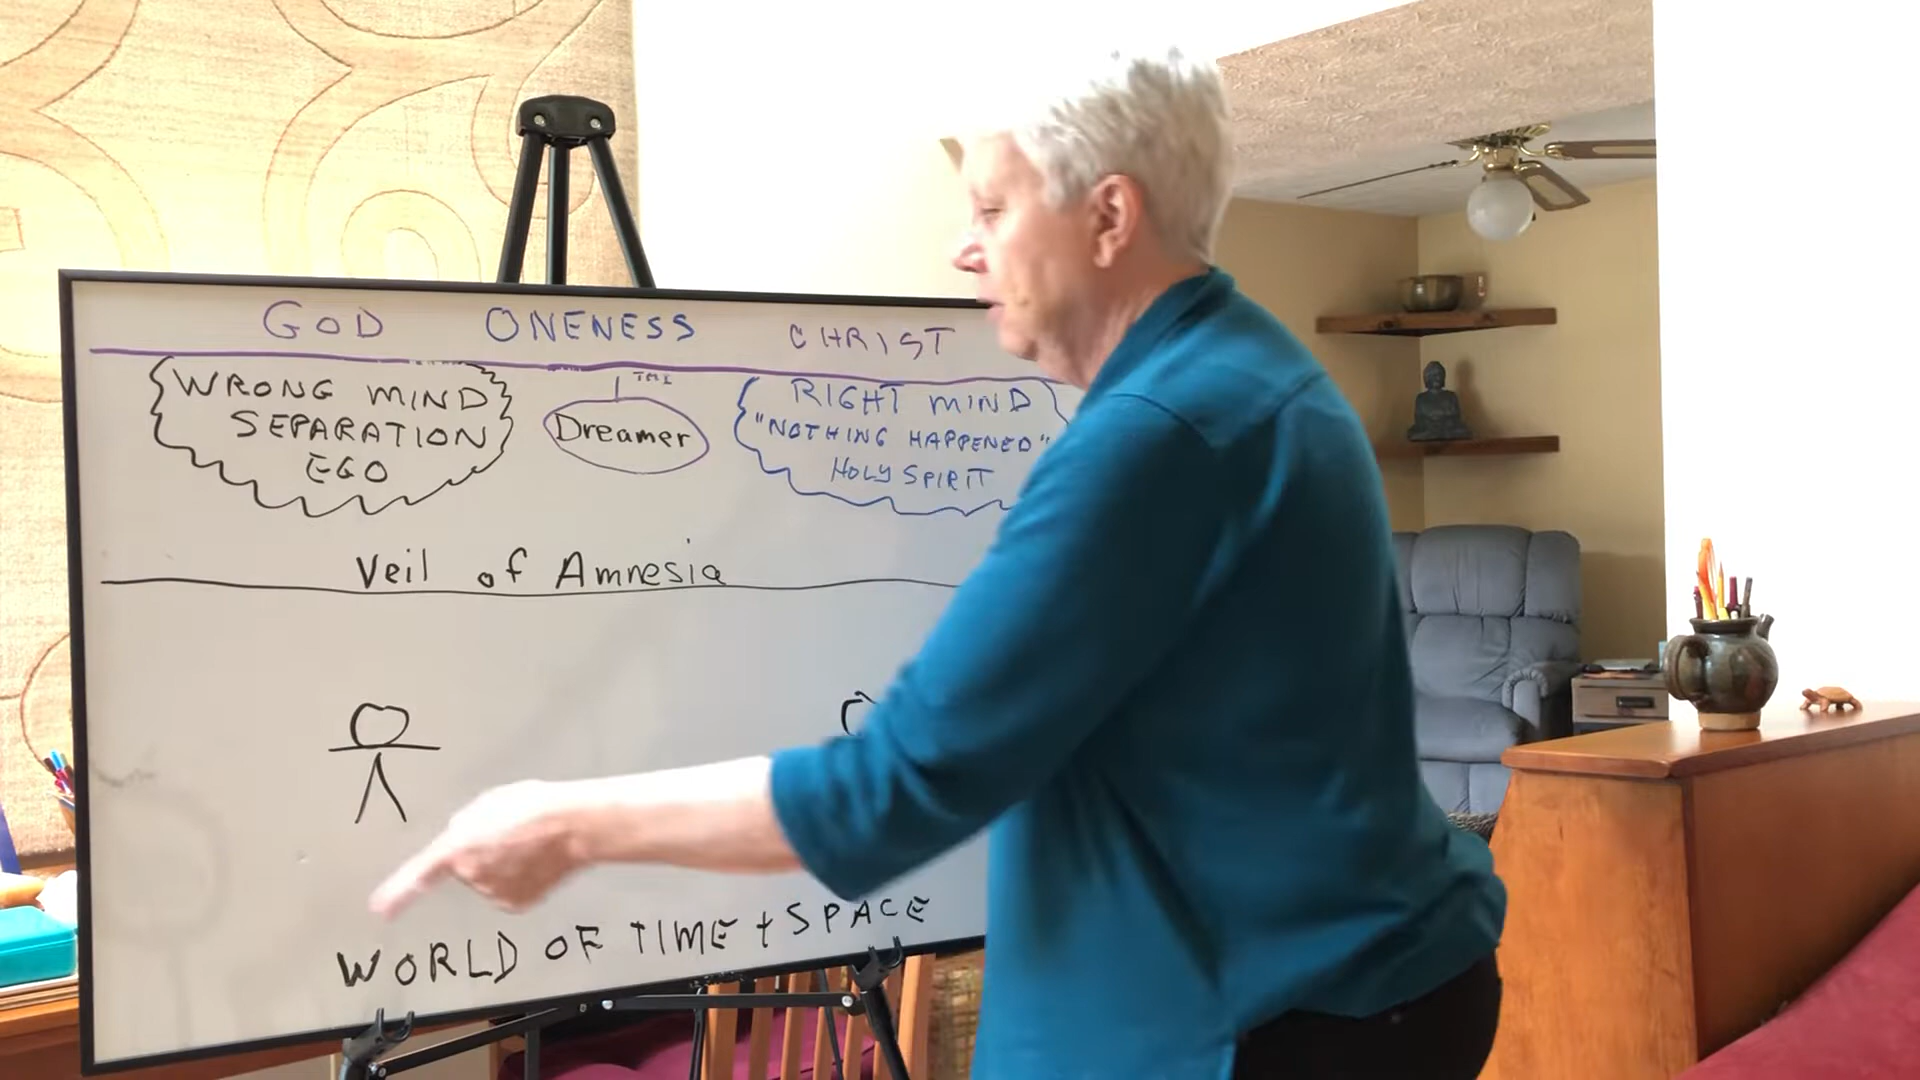 GOD ONENESS CHRIST
WRONG MIND
SEPARATION
EGO
TMI
Dreamer
RIGHT MIND
"NOTHING HAPPENED"
HOLY SPIRIT
Veil of Amnesia
WORLD OF TIME + SPACE